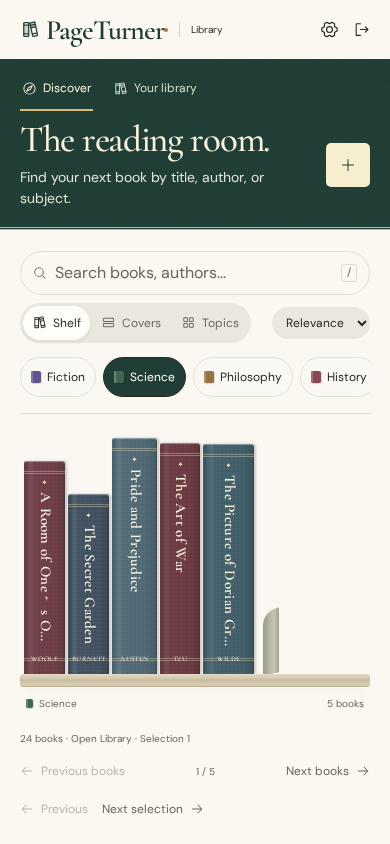 PageTurner
Library
Discover
Your library
The reading room.
Find your next book by title, author, or
subject.
+
Search books, authors... /
Shelf
Covers
Topics
Relevance
Fiction
Science
Philosophy
History
A Room of One's O...
WOOLF
The Secret Garden
BURNETT
Pride and Prejudice
AUSTEN
The Art of War
TZU
The Picture of Dorian Gr...
WILDE
Science
5 books
24 books · Open Library · Selection 1
← Previous books
1 / 5
Next books →
← Previous
Next selection →